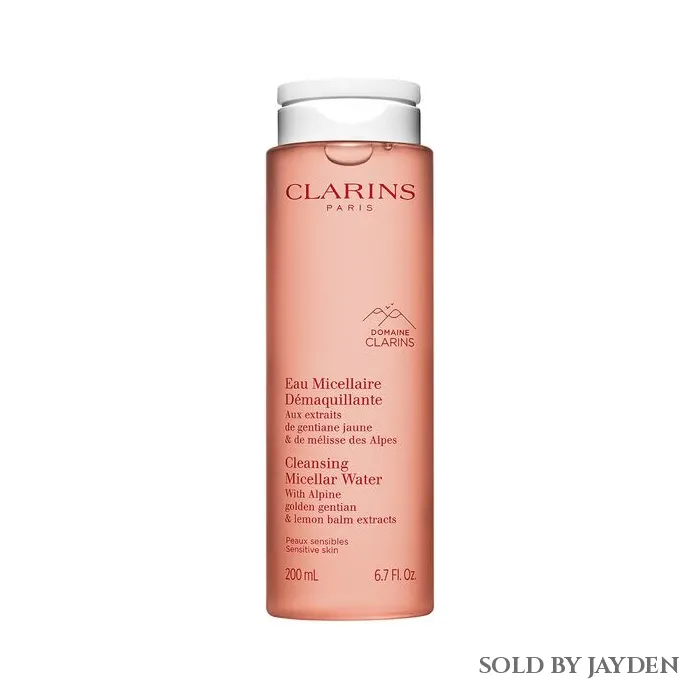 CLARINS
PARIS
DOMAINE
CLARINS
Eau Micellaire
Démaquillante
Aux extraits
de gentiane jaune
& de mélisse des Alpes
Cleansing
Micellar Water
With Alpine
golden gentian
& lemon balm extracts
Peaux sensibles
Sensitive skin
200 mL 6.7 Fl. Oz.
SOLD BY JAYDEN